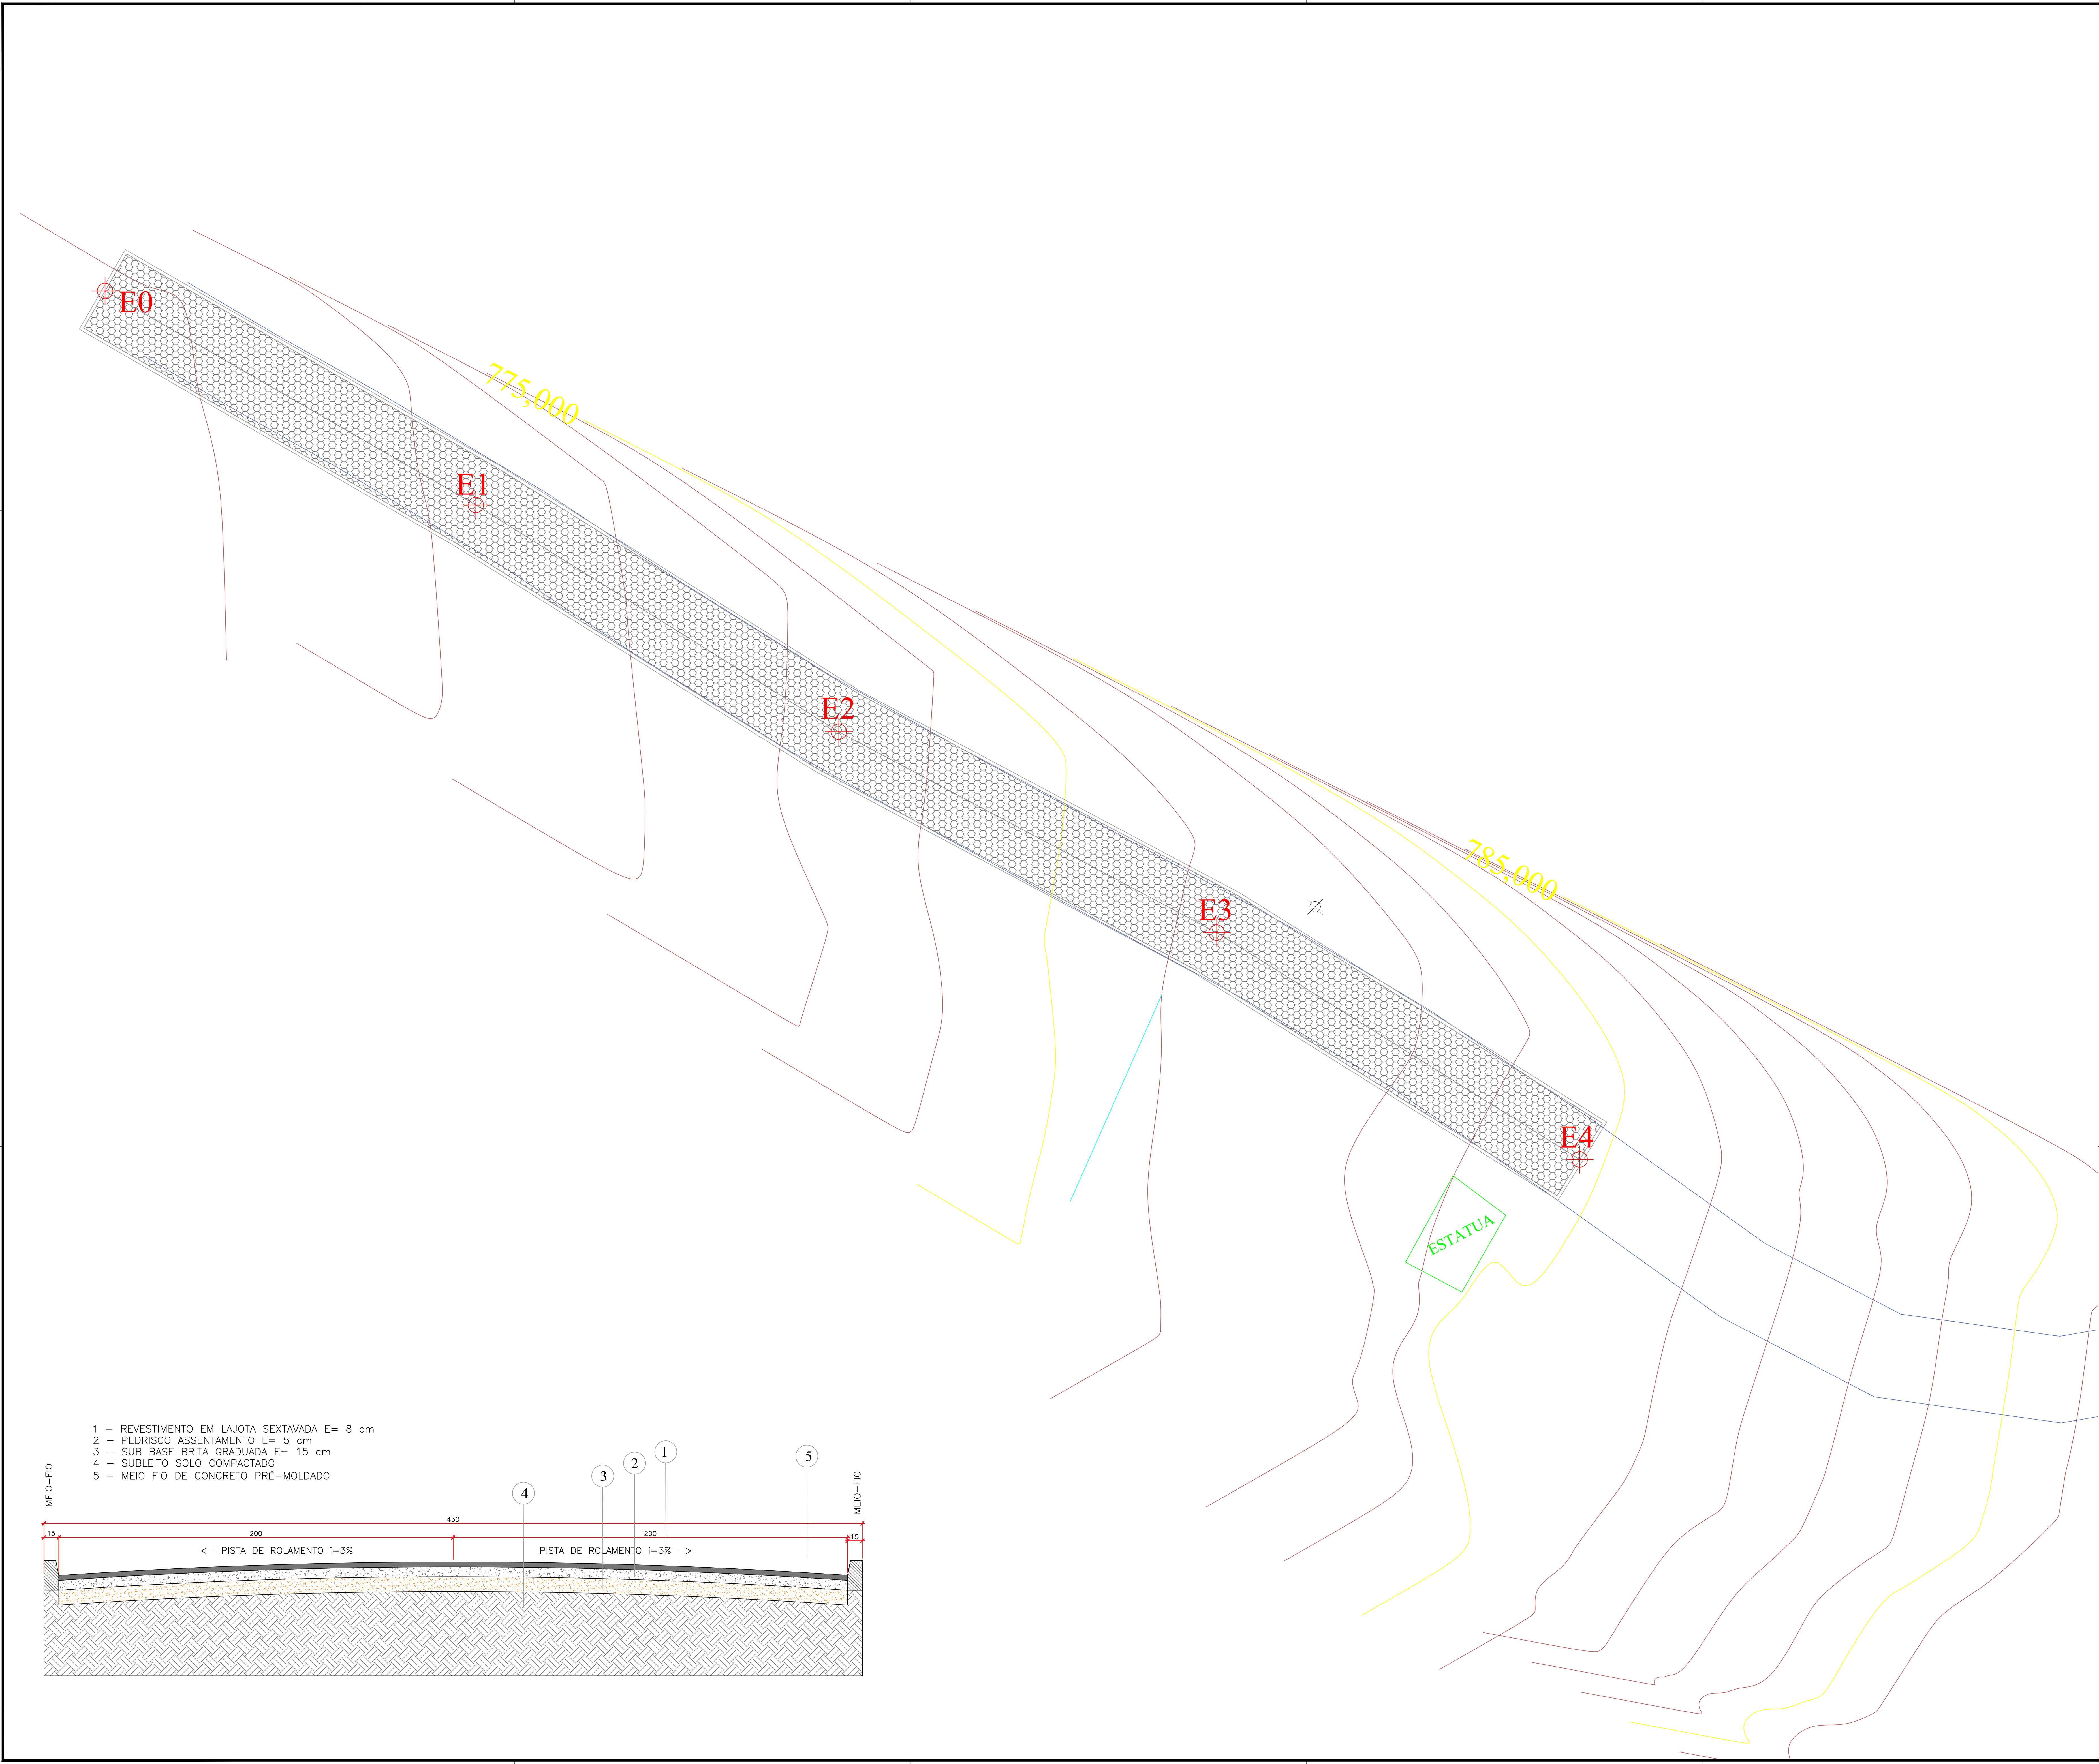 E0
775,000
E1
E2
785,000
E3
E4
ESTATUA
1 – REVESTIMENTO EM LAJOTA SEXTAVADA E= 8 cm
2 – PEDRISCO ASSENTAMENTO E= 5 cm
3 – SUB BASE BRITA GRADUADA E= 15 cm
4 – SUBLEITO SOLO COMPACTADO
5 – MEIO FIO DE CONCRETO PRÉ–MOLDADO
1
5
2
3
4
MEIO–FIO
MEIO–FIO
430
15
200
200
15
<– PISTA DE ROLAMENTO i=3%
PISTA DE ROLAMENTO i=3% –>